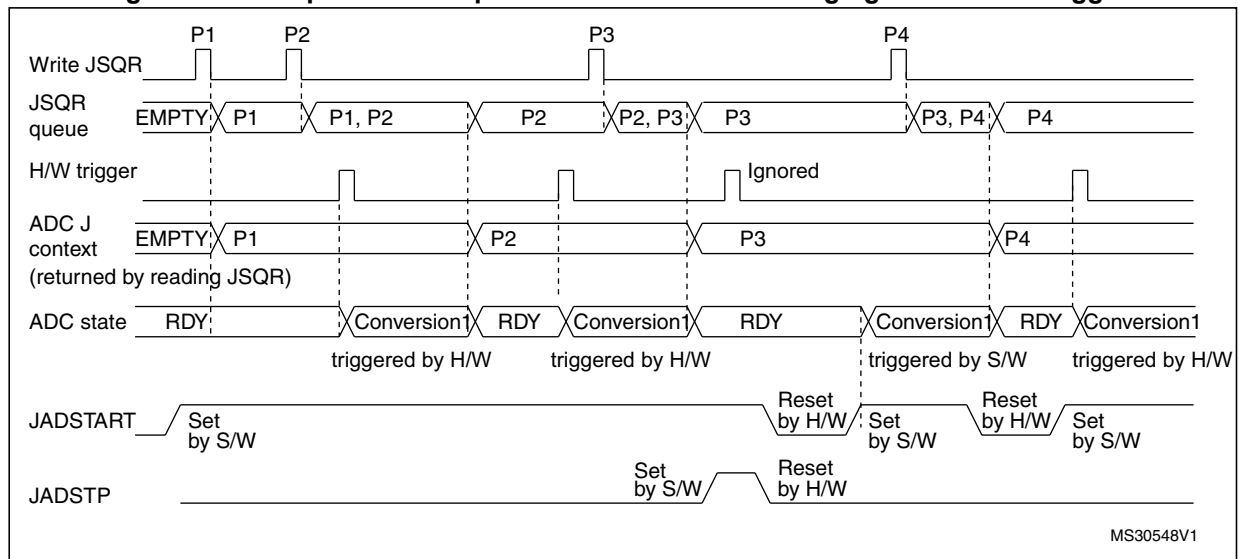 P1 P2 P3 P4
Write JSQR
JSQR
queue
EMPTY P1 P1, P2 P2 P2, P3 P3 P3, P4 P4
H/W trigger
Ignored
ADC J
context
EMPTY P1 P2 P3 P4
(returned by reading JSQR)
ADC state RDY Conversion1 RDY Conversion1 RDY Conversion1 RDY Conversion1
triggered by H/W triggered by H/W triggered by S/W triggered by H/W
JADSTART
Set
by S/W
Reset
by H/W
Set
by S/W
Reset
by H/W
Set
by S/W
JADSTP
Set
by S/W
Reset
by H/W
MS30548V1